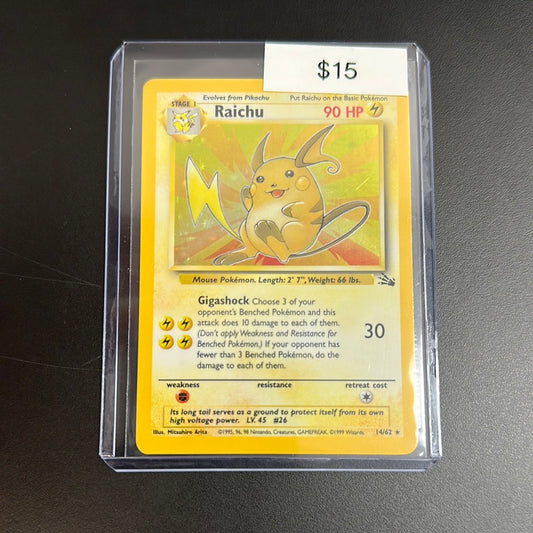 $15
STAGE 1
Evolves from Pikachu
Put Raichu on the Basic Pokémon
Raichu
90 HP
Mouse Pokémon. Length: 2' 7", Weight: 66 lbs.
Gigashock Choose 3 of your
opponent's Benched Pokémon and this
attack does 10 damage to each of them.
(Don't apply Weakness and Resistance for
Benched Pokémon.) If your opponent has
fewer than 3 Benched Pokémon, do the
damage to each of them.
30
weakness
resistance
retreat cost
Its long tail serves as a ground to protect itself from its own
high voltage power. LV. 45 #26
Illus. Mitsuhiro Arita
©1995, 96, 98 Nintendo, Creatures, GAMEFREAK. ©1999 Wizards.
14/62 ★